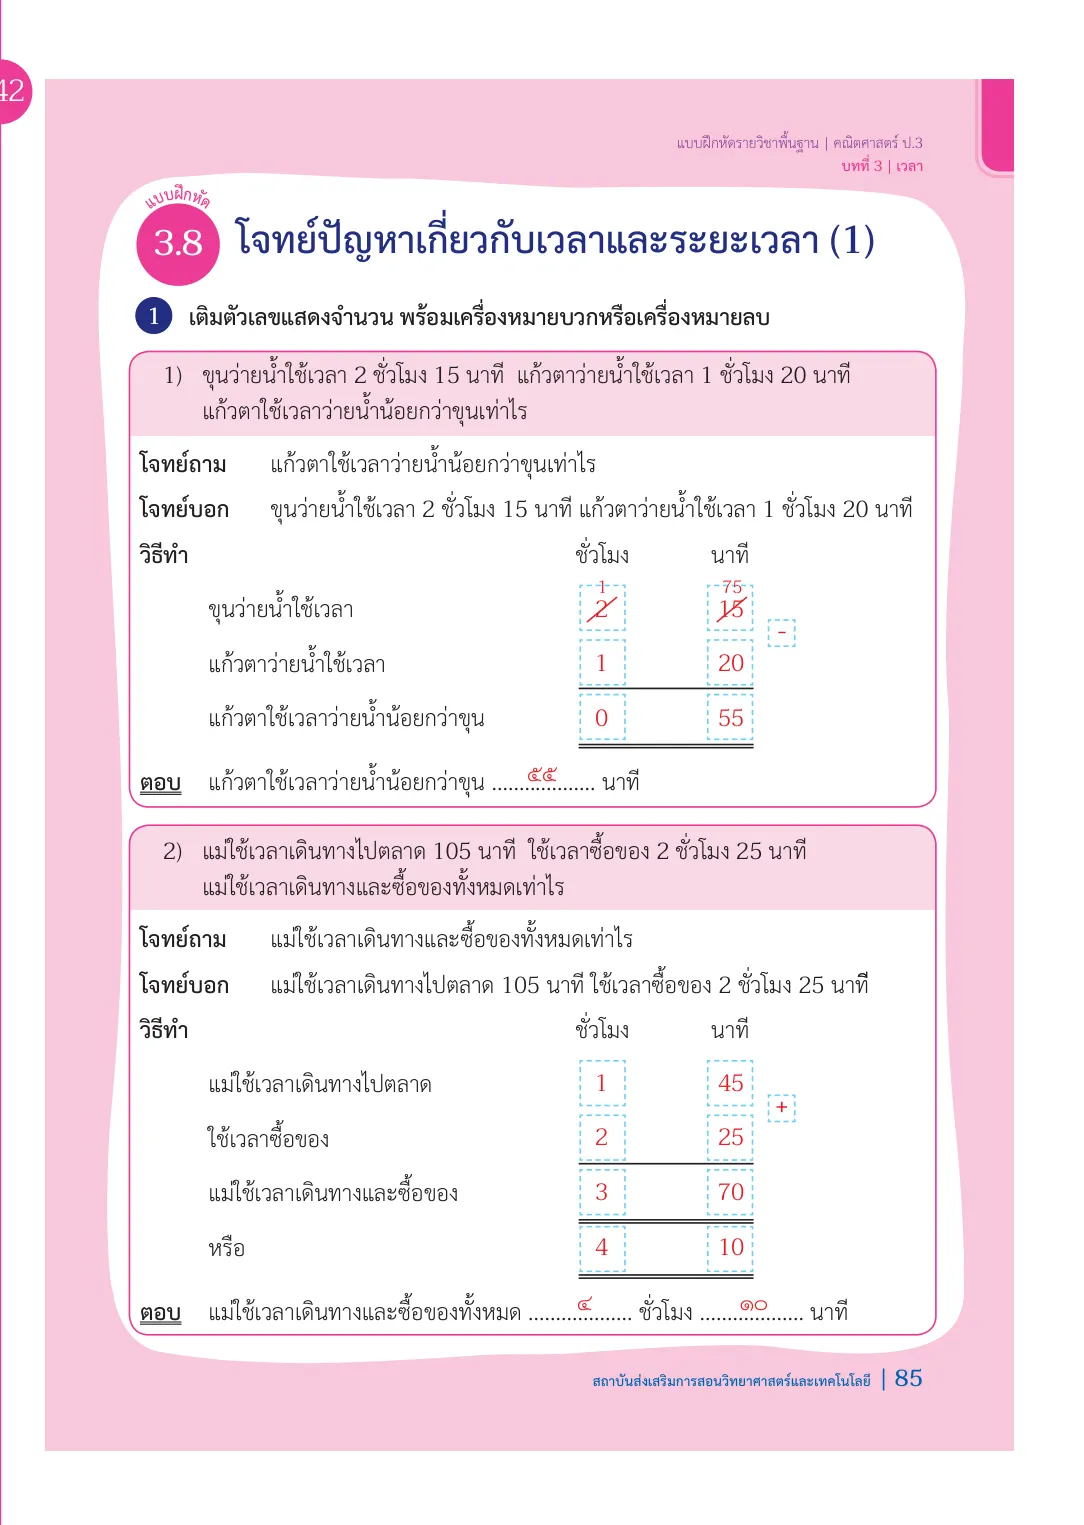 42
แบบฝึกหัดรายวิชาพื้นฐาน | คณิตศาสตร์ ป.3
บทที่ 3 | เวลา
แบบฝึกหัด
3.8 โจทย์ปัญหาเกี่ยวกับเวลาและระยะเวลา (1)
1 เติมตัวเลขแสดงจำนวน พร้อมเครื่องหมายบวกหรือเครื่องหมายลบ
1) ขุนว่ายน้ำใช้เวลา 2 ชั่วโมง 15 นาที แก้วตาว่ายน้ำใช้เวลา 1 ชั่วโมง 20 นาที
แก้วตาใช้เวลาว่ายน้ำน้อยกว่าขุนเท่าไร
โจทย์ถาม แก้วตาใช้เวลาว่ายน้ำน้อยกว่าขุนเท่าไร
โจทย์บอก ขุนว่ายน้ำใช้เวลา 2 ชั่วโมง 15 นาที แก้วตาว่ายน้ำใช้เวลา 1 ชั่วโมง 20 นาที
วิธีทำ ชั่วโมง นาที
1 75
ขุนว่ายน้ำใช้เวลา 2 15
-
แก้วตาว่ายน้ำใช้เวลา 1 20
แก้วตาใช้เวลาว่ายน้ำน้อยกว่าขุน 0 55
ตอบ แก้วตาใช้เวลาว่ายน้ำน้อยกว่าขุน ........๕๕........ นาที
2) แม่ใช้เวลาเดินทางไปตลาด 105 นาที ใช้เวลาซื้อของ 2 ชั่วโมง 25 นาที
แม่ใช้เวลาเดินทางและซื้อของทั้งหมดเท่าไร
โจทย์ถาม แม่ใช้เวลาเดินทางและซื้อของทั้งหมดเท่าไร
โจทย์บอก แม่ใช้เวลาเดินทางไปตลาด 105 นาที ใช้เวลาซื้อของ 2 ชั่วโมง 25 นาที
วิธีทำ ชั่วโมง นาที
แม่ใช้เวลาเดินทางไปตลาด 1 45
+
ใช้เวลาซื้อของ 2 25
แม่ใช้เวลาเดินทางและซื้อของ 3 70
หรือ 4 10
ตอบ แม่ใช้เวลาเดินทางและซื้อของทั้งหมด ........๔........ ชั่วโมง ........๑๐........ นาที
สถาบันส่งเสริมการสอนวิทยาศาสตร์และเทคโนโลยี | 85